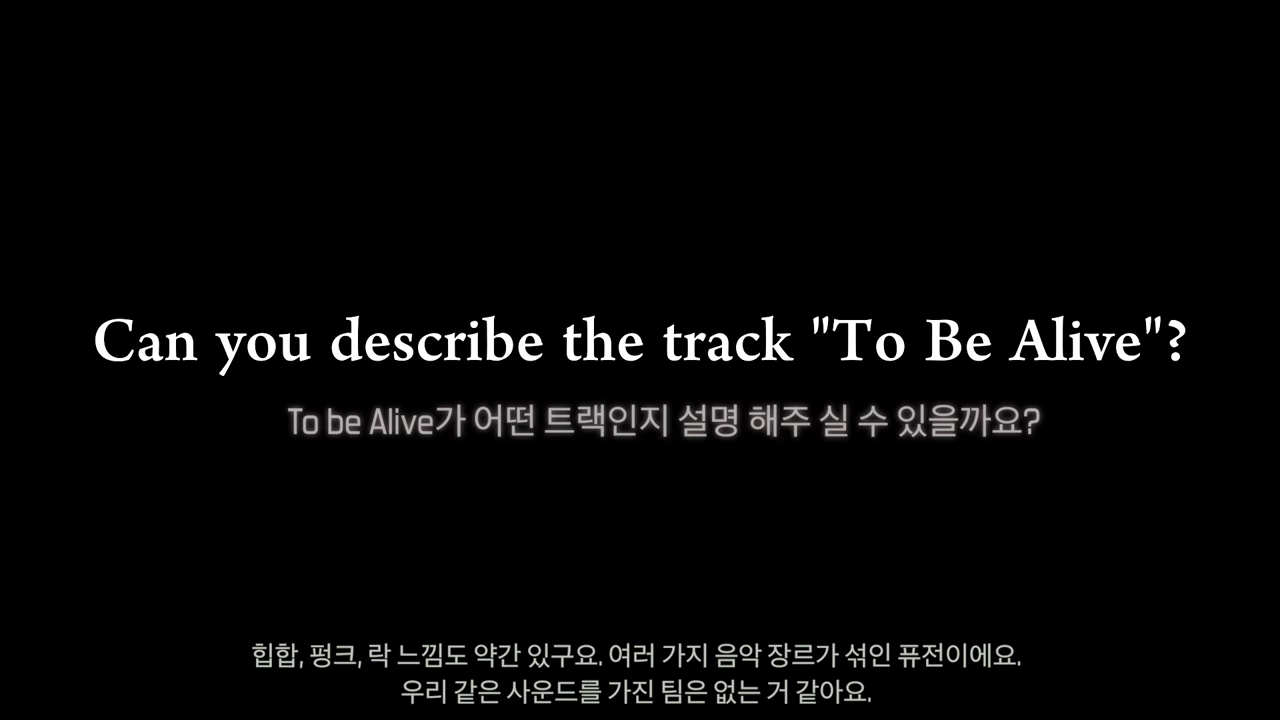 Can you describe the track "To Be Alive"?
To be Alive가 어떤 트랙인지 설명 해주 실 수 있을까요?
힙합, 펑크, 락 느낌도 약간 있구요. 여러 가지 음악 장르가 섞인 퓨전이에요.
우리 같은 사운드를 가진 팀은 없는 거 같아요.